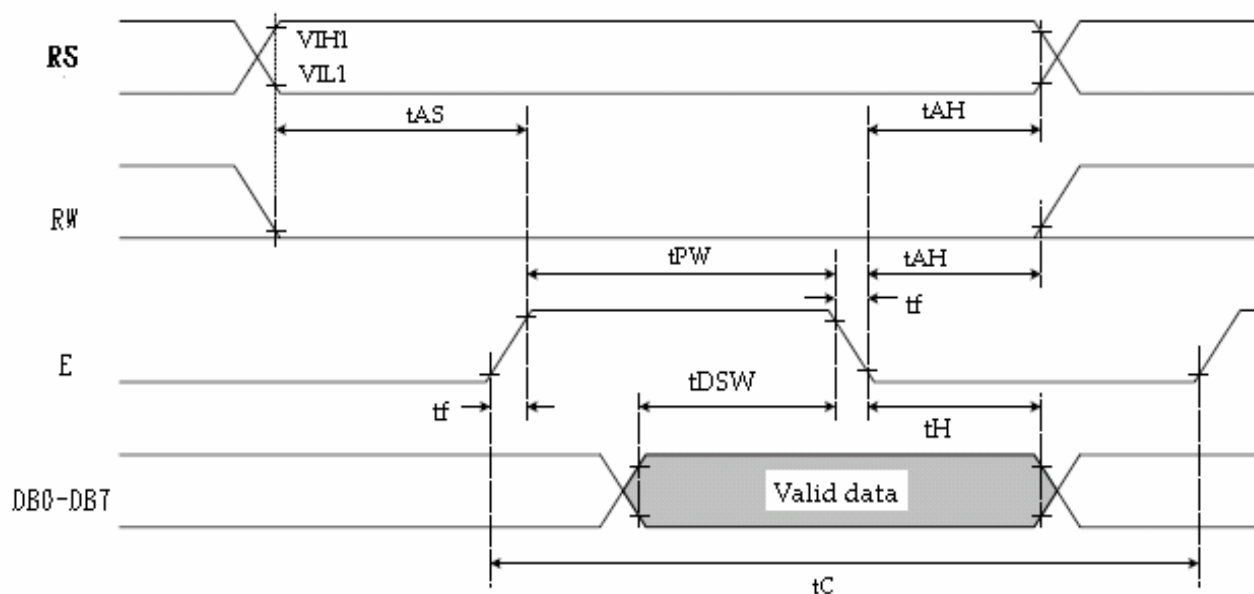 RS
VIH1
VIL1
tAS
tAH
RW
tPW
tAH
tf
E
tDSW
tf
tH
DB0-DB7
Valid data
tC